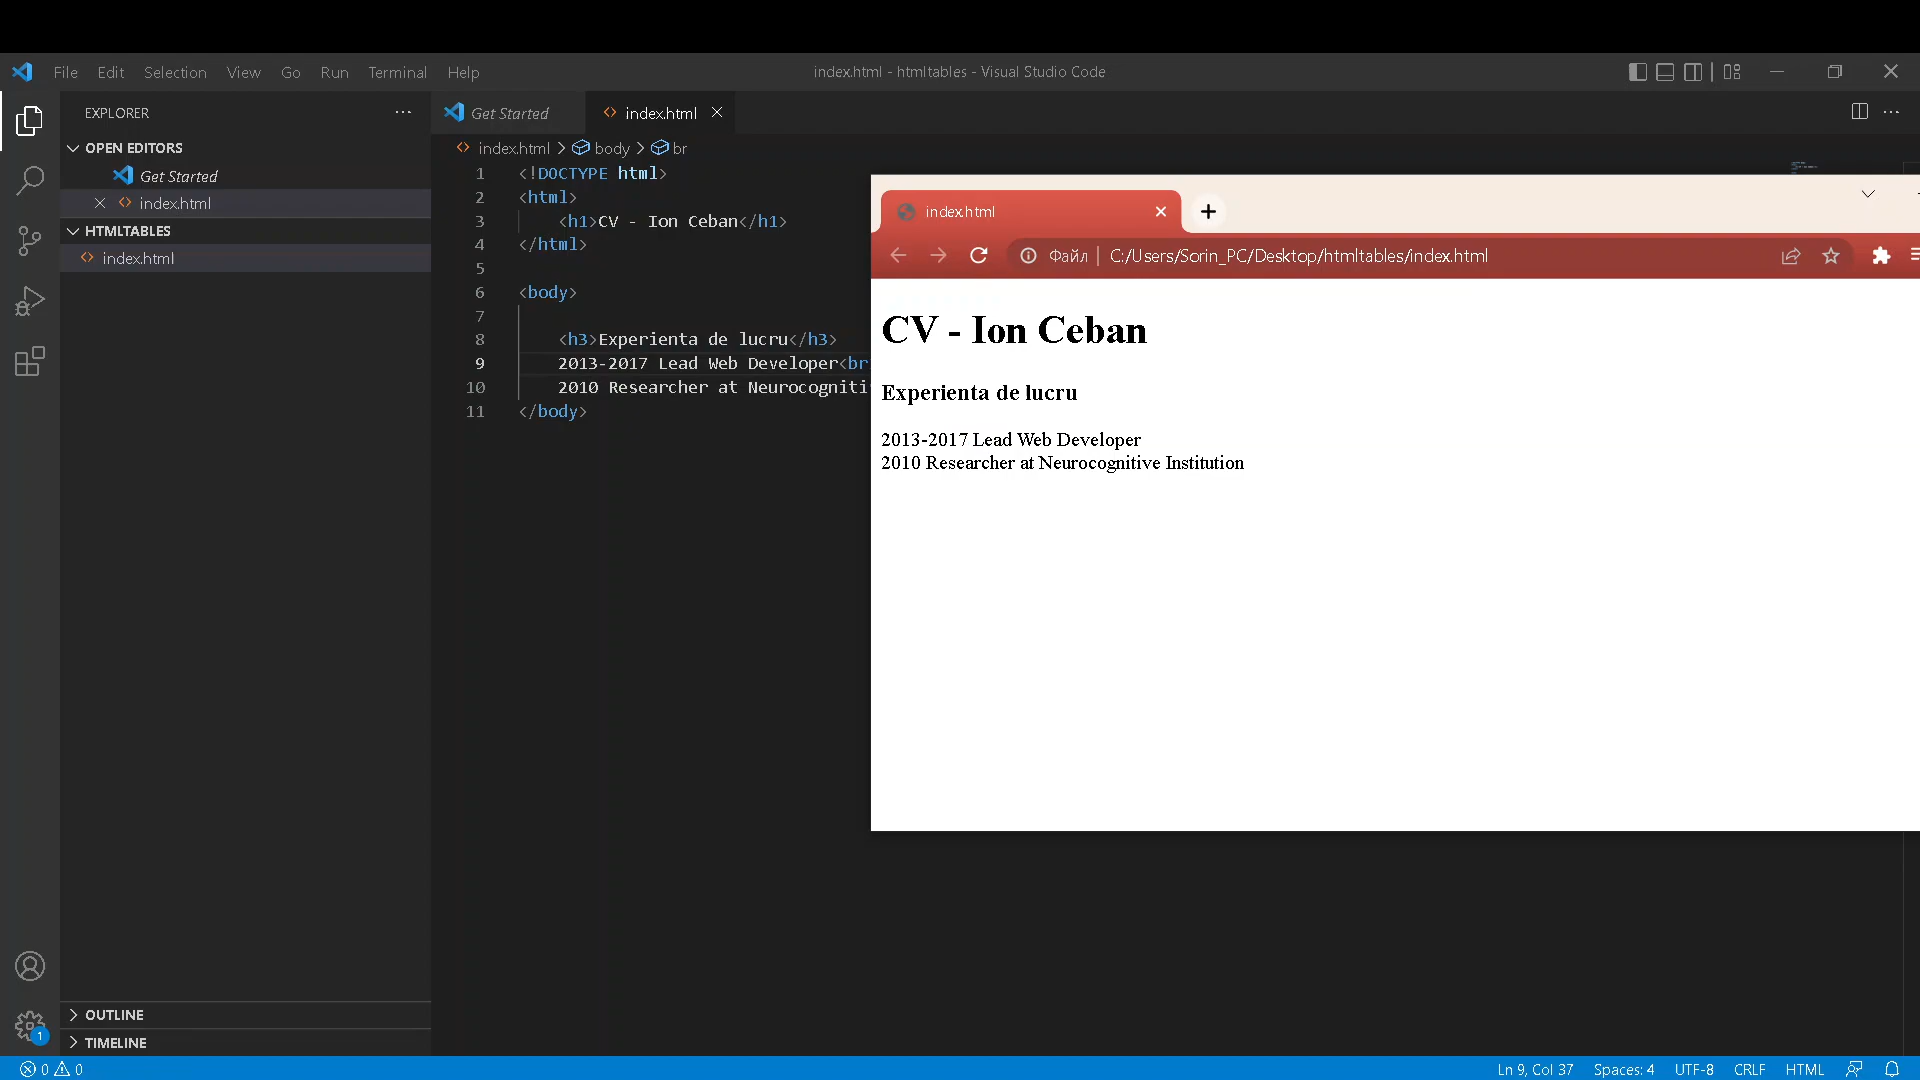 File Edit Selection View Go Run Terminal Help
index.html - htmltables - Visual Studio Code
EXPLORER
OPEN EDITORS
Get Started
index.html
HTMLTABLES
index.html
OUTLINE
TIMELINE
Get Started
index.html
index.html > body > br
1 <!DOCTYPE html>
2 <html>
3 <h1>CV - Ion Ceban</h1>
4 </html>
5
6 <body>
7
8 <h3>Experienta de lucru</h3>
9 2013-2017 Lead Web Developer<br
10 2010 Researcher at Neurocogniti
11 </body>
index.html
Файл | C:/Users/Sorin_PC/Desktop/htmltables/index.html
CV - Ion Ceban
Experienta de lucru
2013-2017 Lead Web Developer
2010 Researcher at Neurocognitive Institution
1
0 0
Ln 9, Col 37 Spaces: 4 UTF-8 CRLF HTML